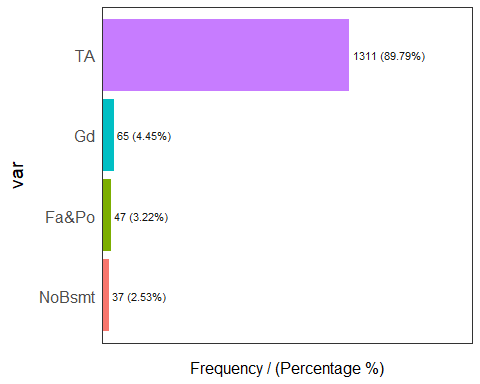 TA
1311 (89.79%)
Gd
65 (4.45%)
Fa&Po
47 (3.22%)
NoBsmt
37 (2.53%)
var
Frequency / (Percentage %)